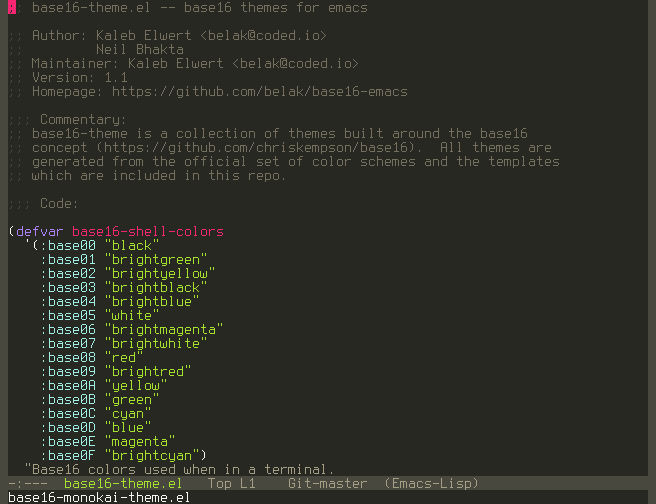 ;; base16-theme.el -- base16 themes for emacs
;; Author: Kaleb Elwert <belak@coded.io>
;;         Neil Bhakta
;; Maintainer: Kaleb Elwert <belak@coded.io>
;; Version: 1.1
;; Homepage: https://github.com/belak/base16-emacs
;;; Commentary:
;; base16-theme is a collection of themes built around the base16
;; concept (https://github.com/chriskempson/base16).  All themes are
;; generated from the official set of color schemes and the templates
;; which are included in this repo.
;;; Code:
(defvar base16-shell-colors
  '(:base00 "black"
    :base01 "brightgreen"
    :base02 "brightyellow"
    :base03 "brightblack"
    :base04 "brightblue"
    :base05 "white"
    :base06 "brightmagenta"
    :base07 "brightwhite"
    :base08 "red"
    :base09 "brightred"
    :base0A "yellow"
    :base0B "green"
    :base0C "cyan"
    :base0D "blue"
    :base0E "magenta"
    :base0F "brightcyan")
  "Base16 colors used when in a terminal.
-:---  base16-theme.el   Top L1    Git-master  (Emacs-Lisp)
base16-monokai-theme.el